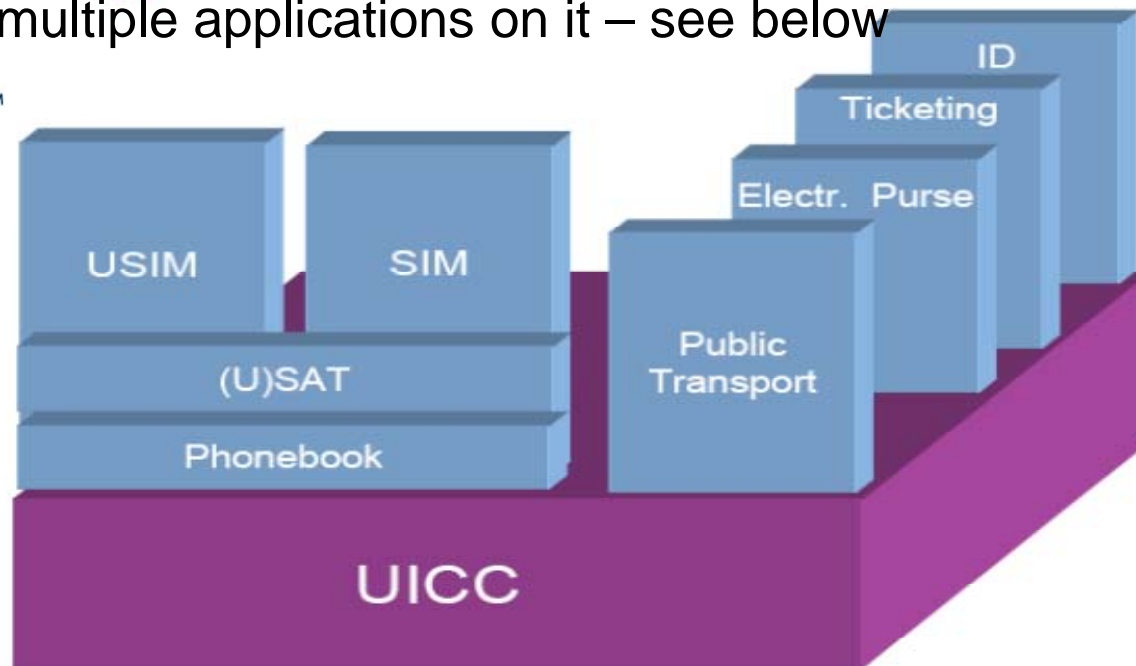 multiple applications on it – see below
ID
Ticketing
Electr. Purse
USIM
SIM
Public
Transport
(U)SAT
Phonebook
UICC